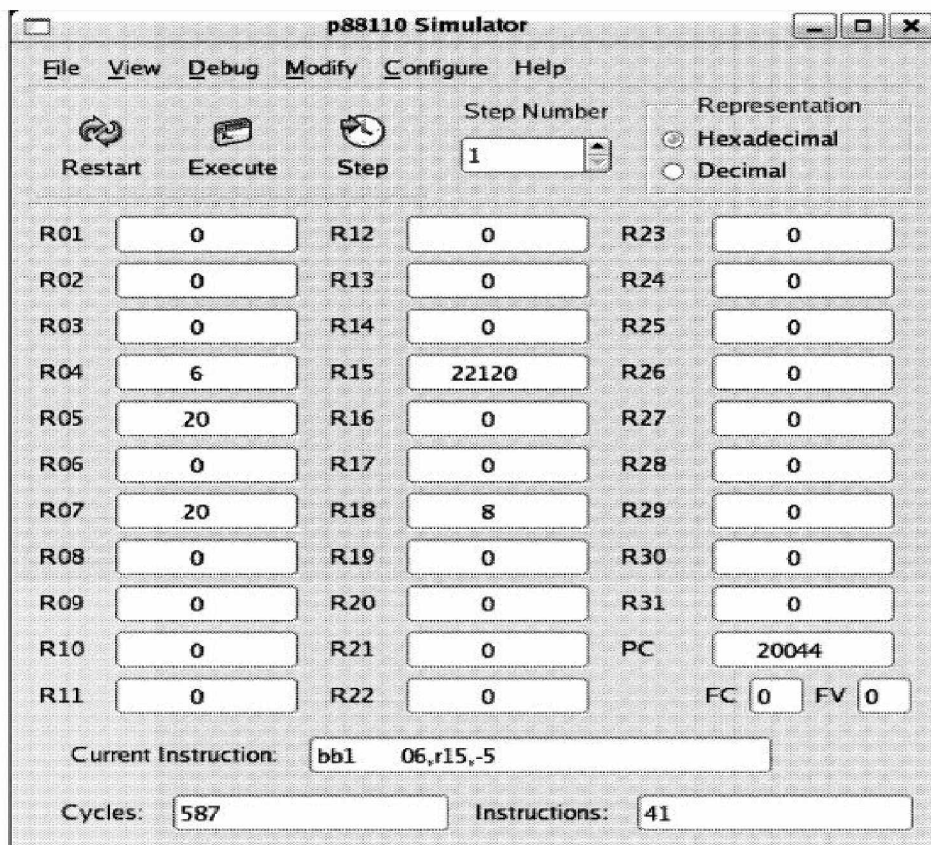 p88110 Simulator
File View Debug Modify Configure Help
Step Number
Representation
Hexadecimal
Restart Execute Step
1
Decimal
R01 0 R12 0 R23 0
R02 0 R13 0 R24 0
R03 0 R14 0 R25 0
R04 6 R15 22120 R26 0
R05 20 R16 0 R27 0
R06 0 R17 0 R28 0
R07 20 R18 8 R29 0
R08 0 R19 0 R30 0
R09 0 R20 0 R31 0
R10 0 R21 0 PC 20044
R11 0 R22 0 FC 0 FV 0
Current Instruction: bb1 06,r15,-5
Cycles: 587 Instructions: 41